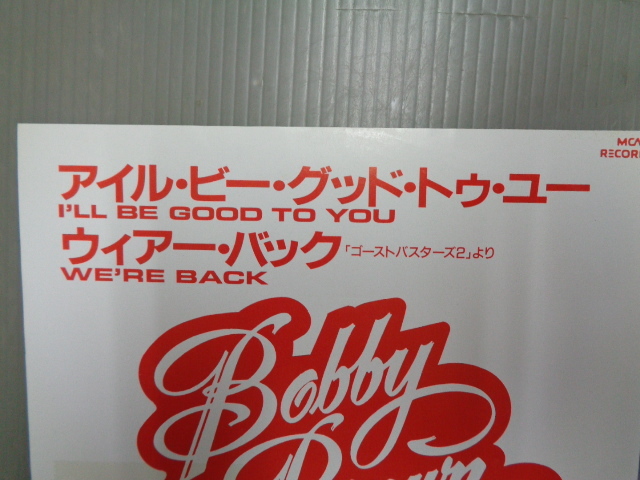 MCA
RECOR
アイル・ビー・グッド・トゥ・ユー
I'LL BE GOOD TO YOU
ウィアー・バック「ゴーストバスターズ2」より
WE'RE BACK
Bobby
Brown